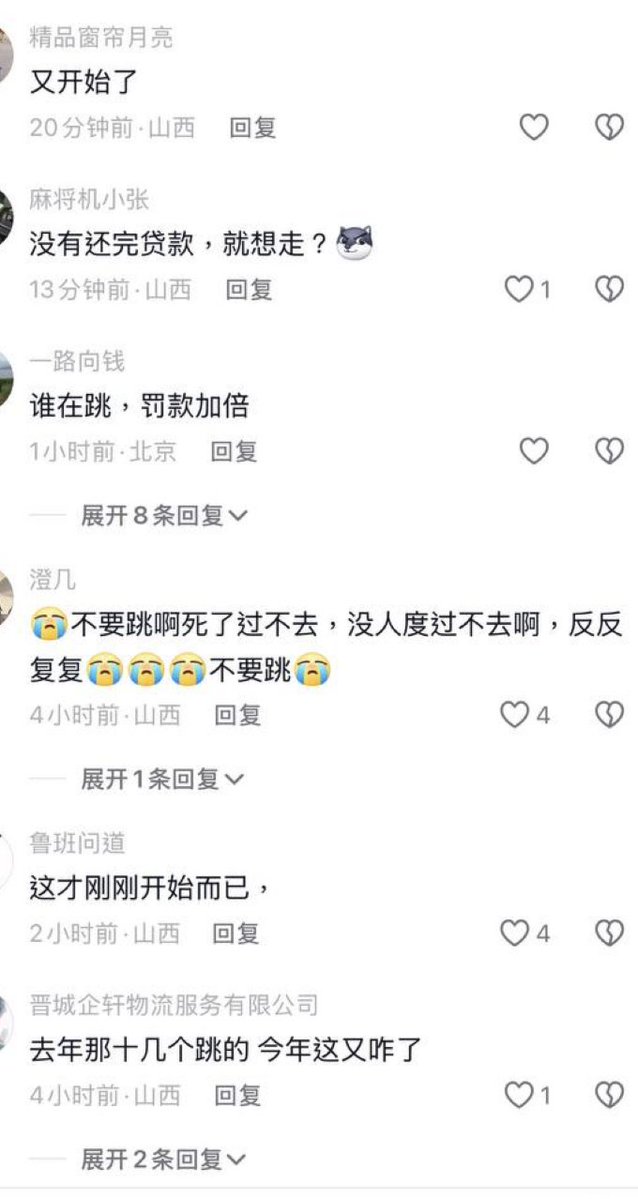 精品窗帘月亮
又开始了
20分钟前·山西 回复
麻将机小张
没有还完贷款，就想走？
13分钟前·山西 回复 1
一路向钱
谁在跳，罚款加倍
1小时前·北京 回复
展开8条回复
澄几
😭不要跳啊死了过不去，没人度过不去啊，反反
复复😭😭😭不要跳😭
4小时前·山西 回复 4
展开1条回复
鲁班问道
这才刚刚开始而已，
2小时前·山西 回复 4
晋城企轩物流服务有限公司
去年那十几个跳的 今年这又咋了
4小时前·山西 回复 1
展开2条回复